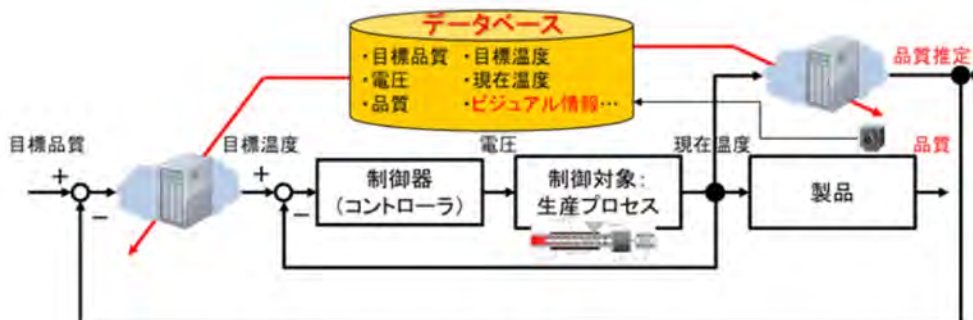 データベース
・目標品質 ・目標温度
・電圧 ・現在温度
・品質 ・ビジュアル情報…
品質推定
目標品質
目標温度
電圧
現在温度
品質
+
−
+
−
制御器
(コントローラ)
制御対象：
生産プロセス
製品